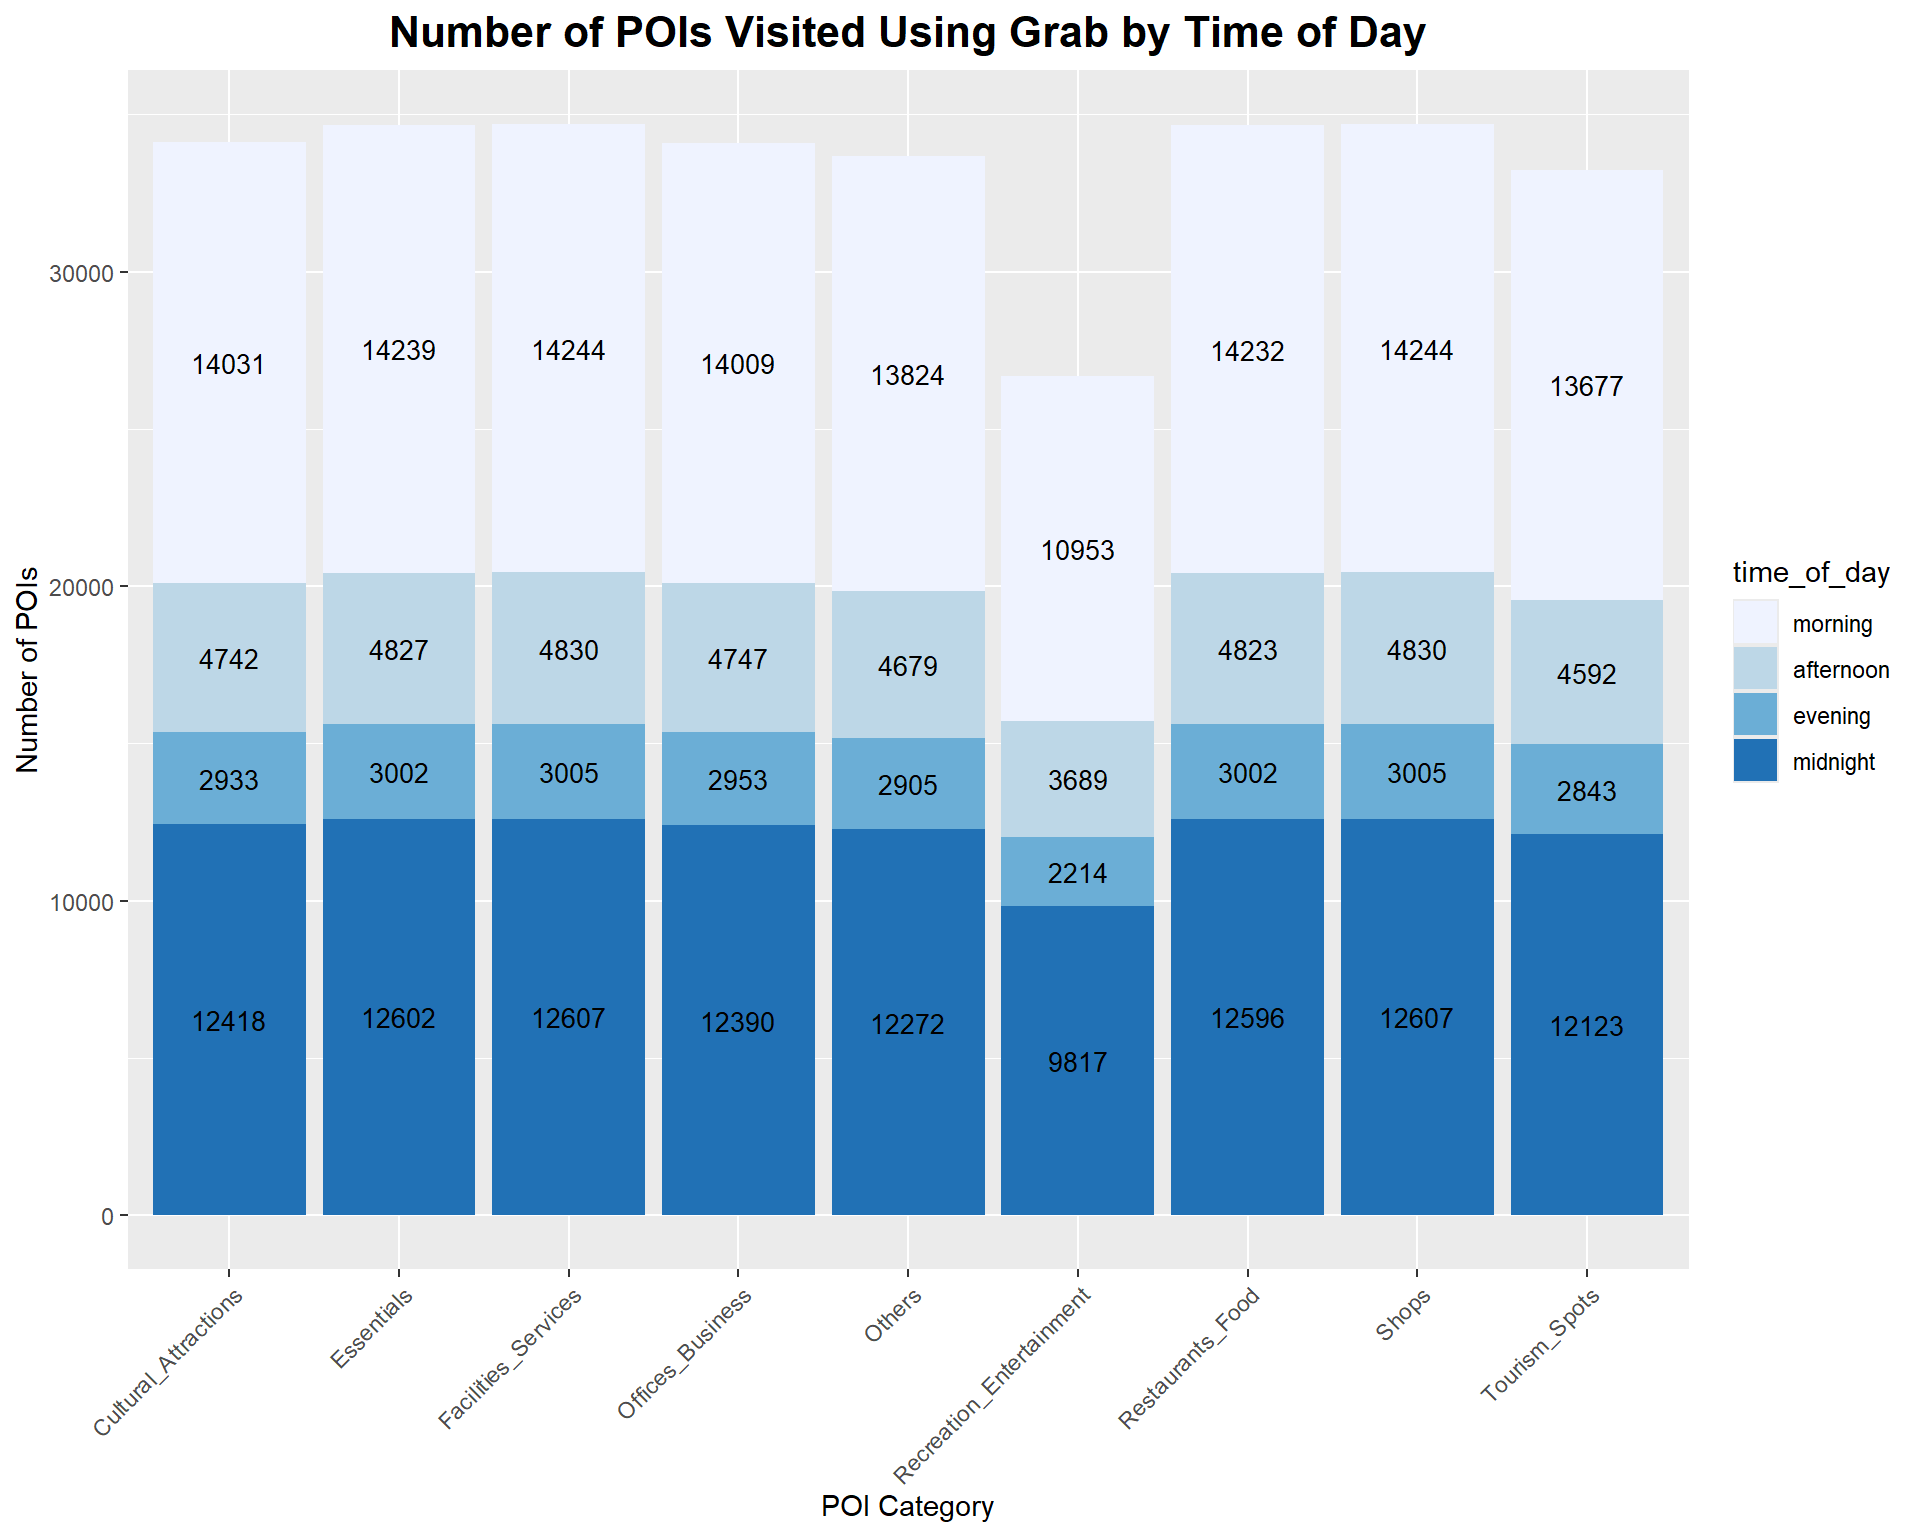 Number of POIs Visited Using Grab by Time of Day
Number of POIs
30000
20000
10000
0
14031
14239
14244
14009
13824
10953
14232
14244
13677
4742
4827
4830
4747
4679
3689
4823
4830
4592
2933
3002
3005
2953
2905
2214
3002
3005
2843
12418
12602
12607
12390
12272
9817
12596
12607
12123
Cultural_Attractions
Essentials
Facilities_Services
Offices_Business
Others
Recreation_Entertainment
Restaurants_Food
Shops
Tourism_Spots
POI Category
time_of_day
morning
afternoon
evening
midnight